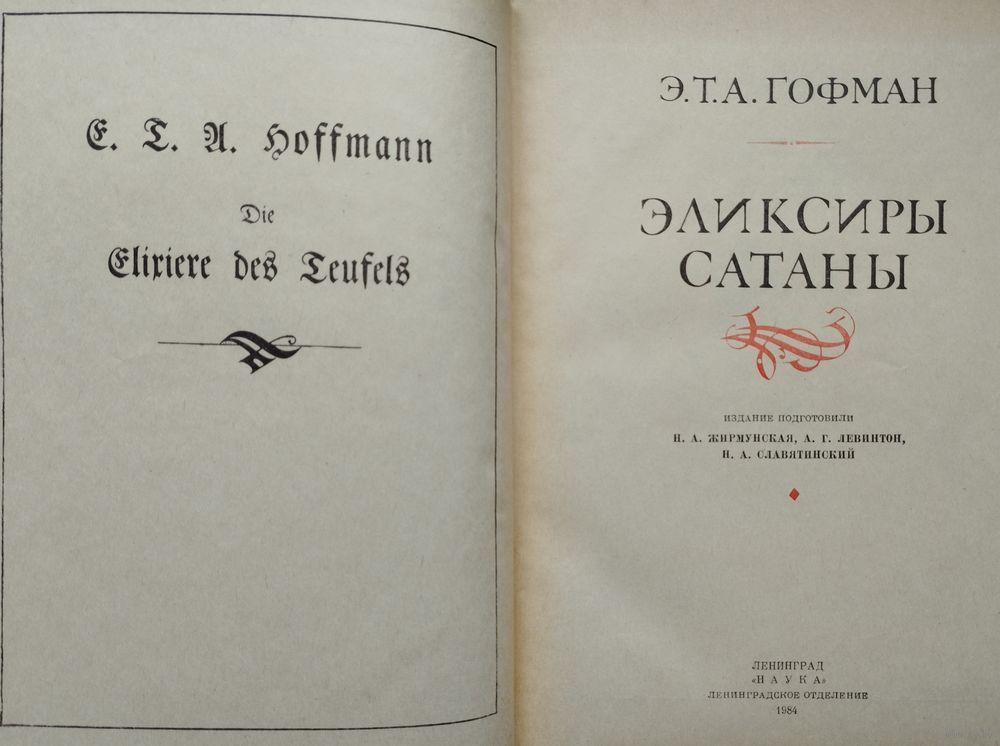 E. T. A. Hoffmann
Die
Elixiere des Teufels
Э.Т.А. ГОФМАН
ЭЛИКСИРЫ
САТАНЫ
ИЗДАНИЕ ПОДГОТОВИЛИ
Н. А. ЖИРМУНСКАЯ, А. Г. ЛЕВИНТОН,
Н. А. СЛАВЯТИНСКИЙ
ЛЕНИНГРАД
«НАУКА»
ЛЕНИНГРАДСКОЕ ОТДЕЛЕНИЕ
1984